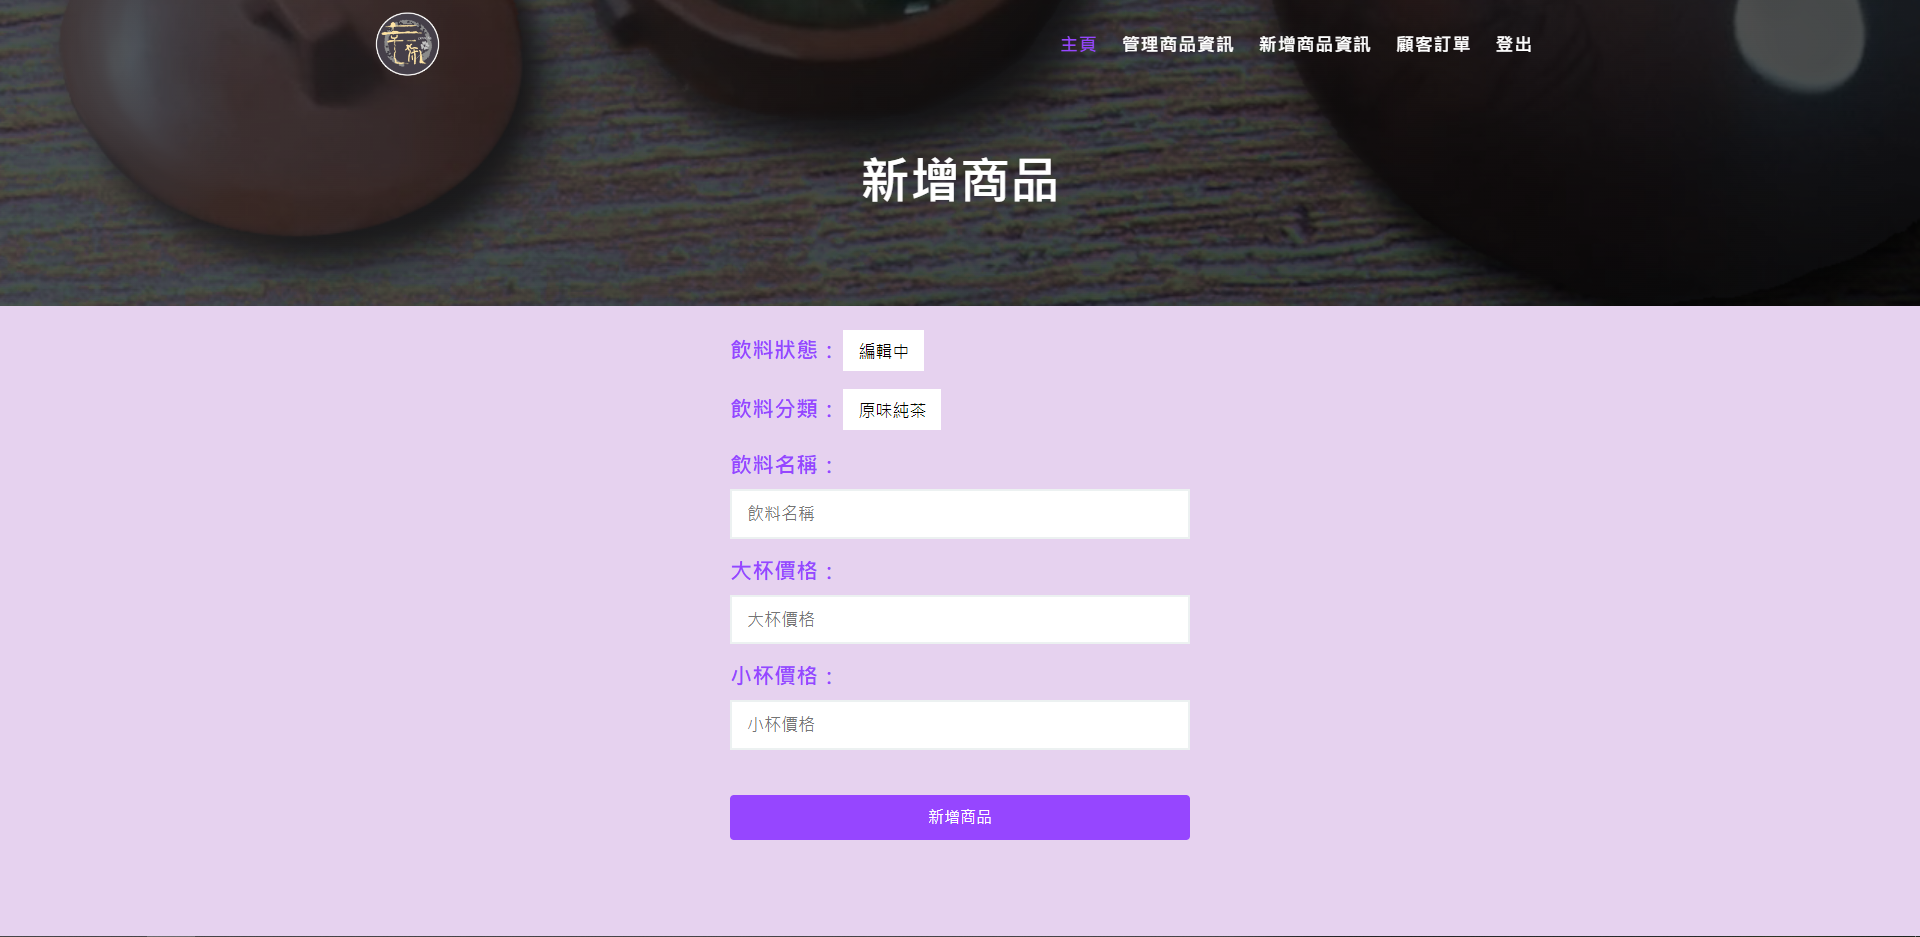 主頁 管理商品資訊 新增商品資訊 顧客訂單 登出
新增商品
飲料狀態： 編輯中
飲料分類： 原味純茶
飲料名稱：
飲料名稱
大杯價格：
大杯價格
小杯價格：
小杯價格
新增商品